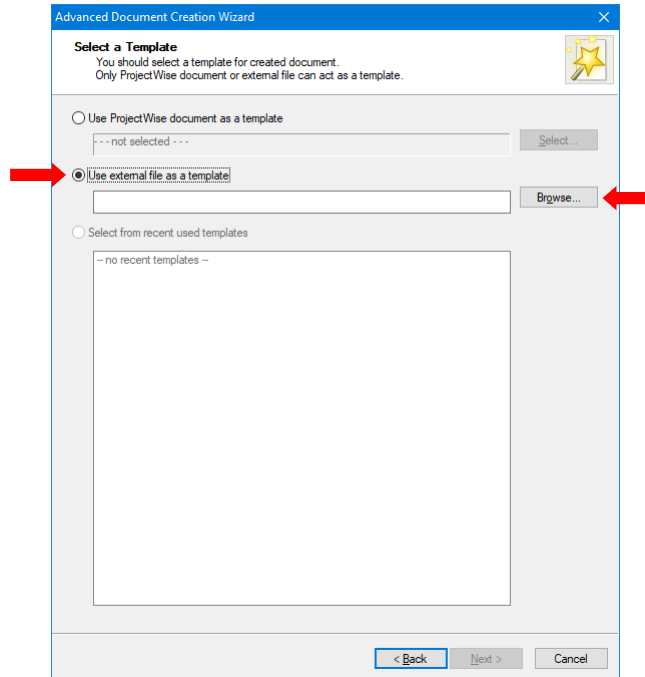 Advanced Document Creation Wizard
Select a Template
You should select a template for created document.
Only ProjectWise document or external file can act as a template.
Use ProjectWise document as a template
- - - not selected - - -
Select...
Use external file as a template
Browse...
Select from recent used templates
-- no recent templates --
< Back
Next >
Cancel